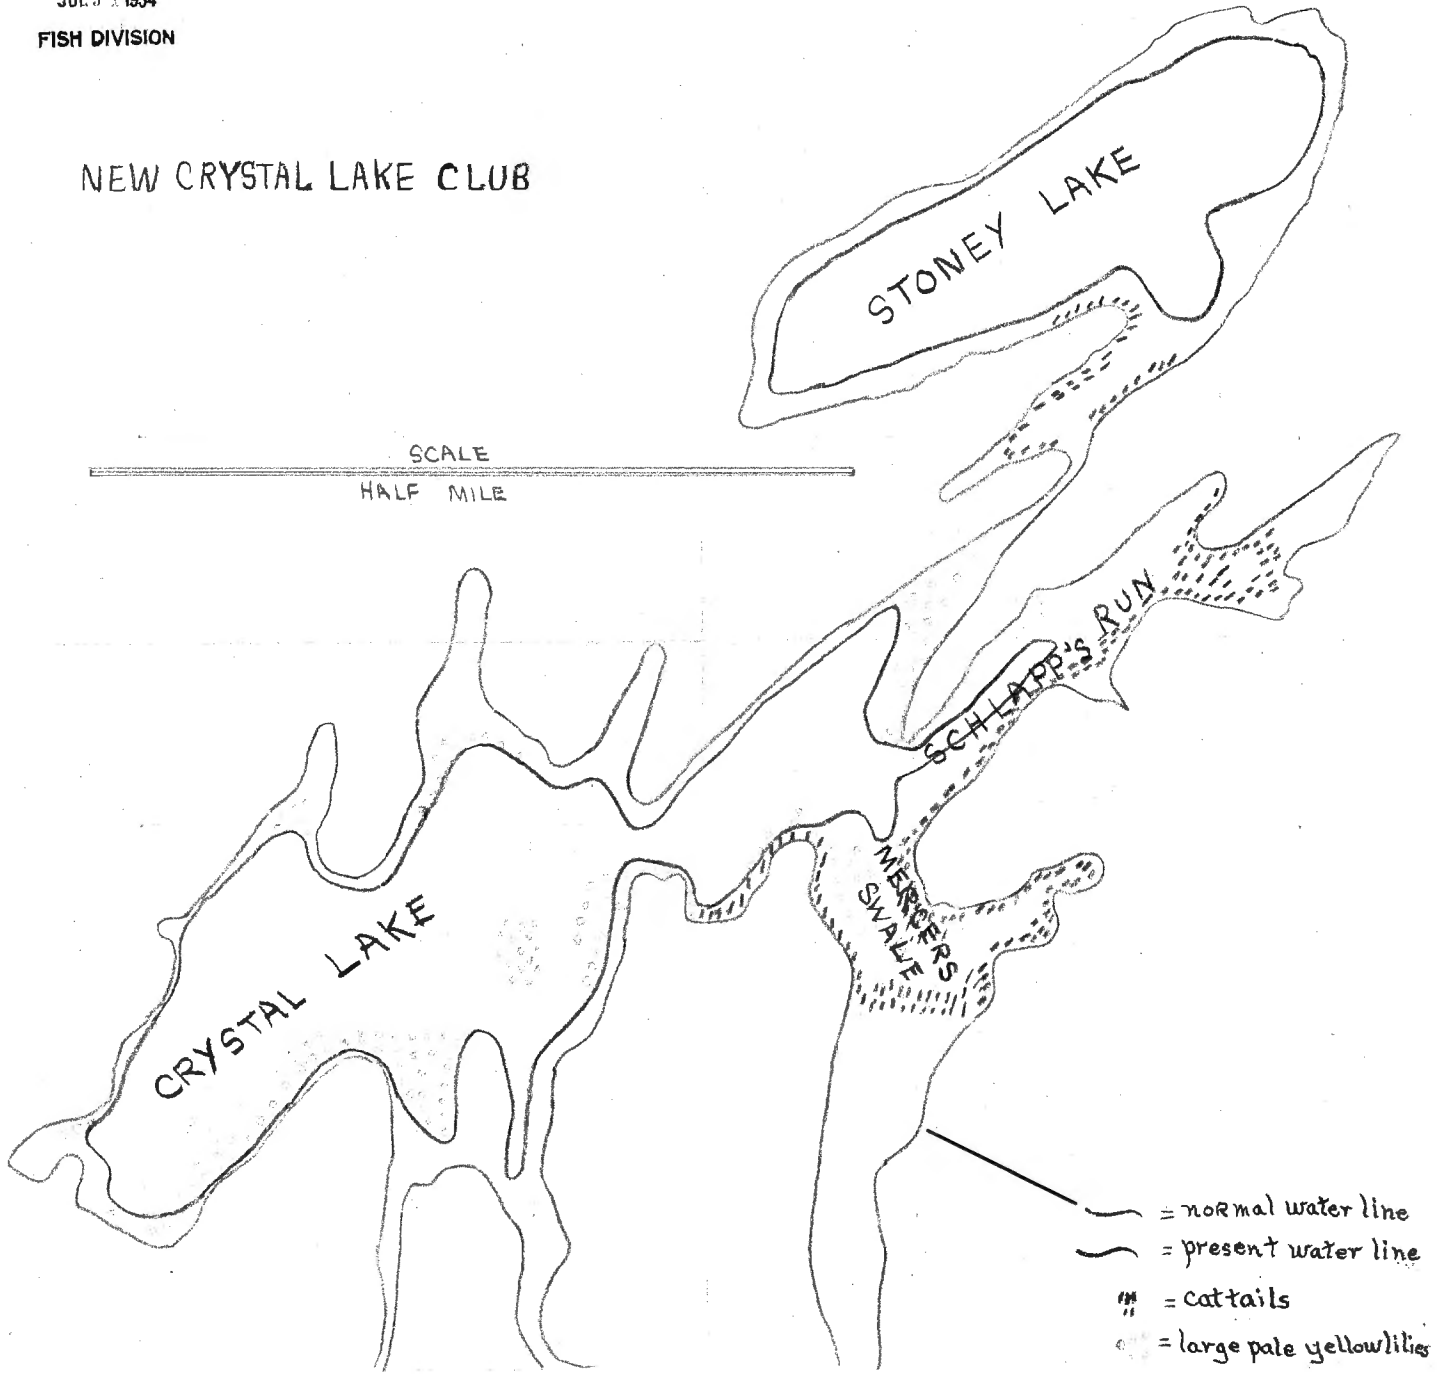 FISH DIVISION
NEW CRYSTAL LAKE CLUB
STONEY LAKE
SCALE
HALF MILE
SCHLAPP'S RUN
MERCERS
SWALE
CRYSTAL LAKE
= normal water line
= present water line
= cattails
= large pale yellow lilies